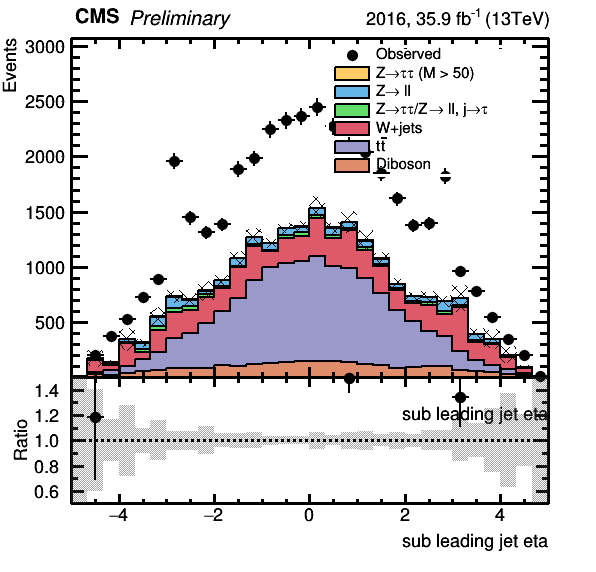 CMS Preliminary 2016, 35.9 fb⁻¹ (13TeV)
Events
3000
2500
2000
1500
1000
500
Observed
Z→ττ (M > 50)
Z→ ll
Z→ττ/Z→ ll, j→τ
W+jets
tt̄
Diboson
sub leading jet eta
Ratio
1.4
1.2
1.0
0.8
0.6
−4 −2 0 2 4
sub leading jet eta